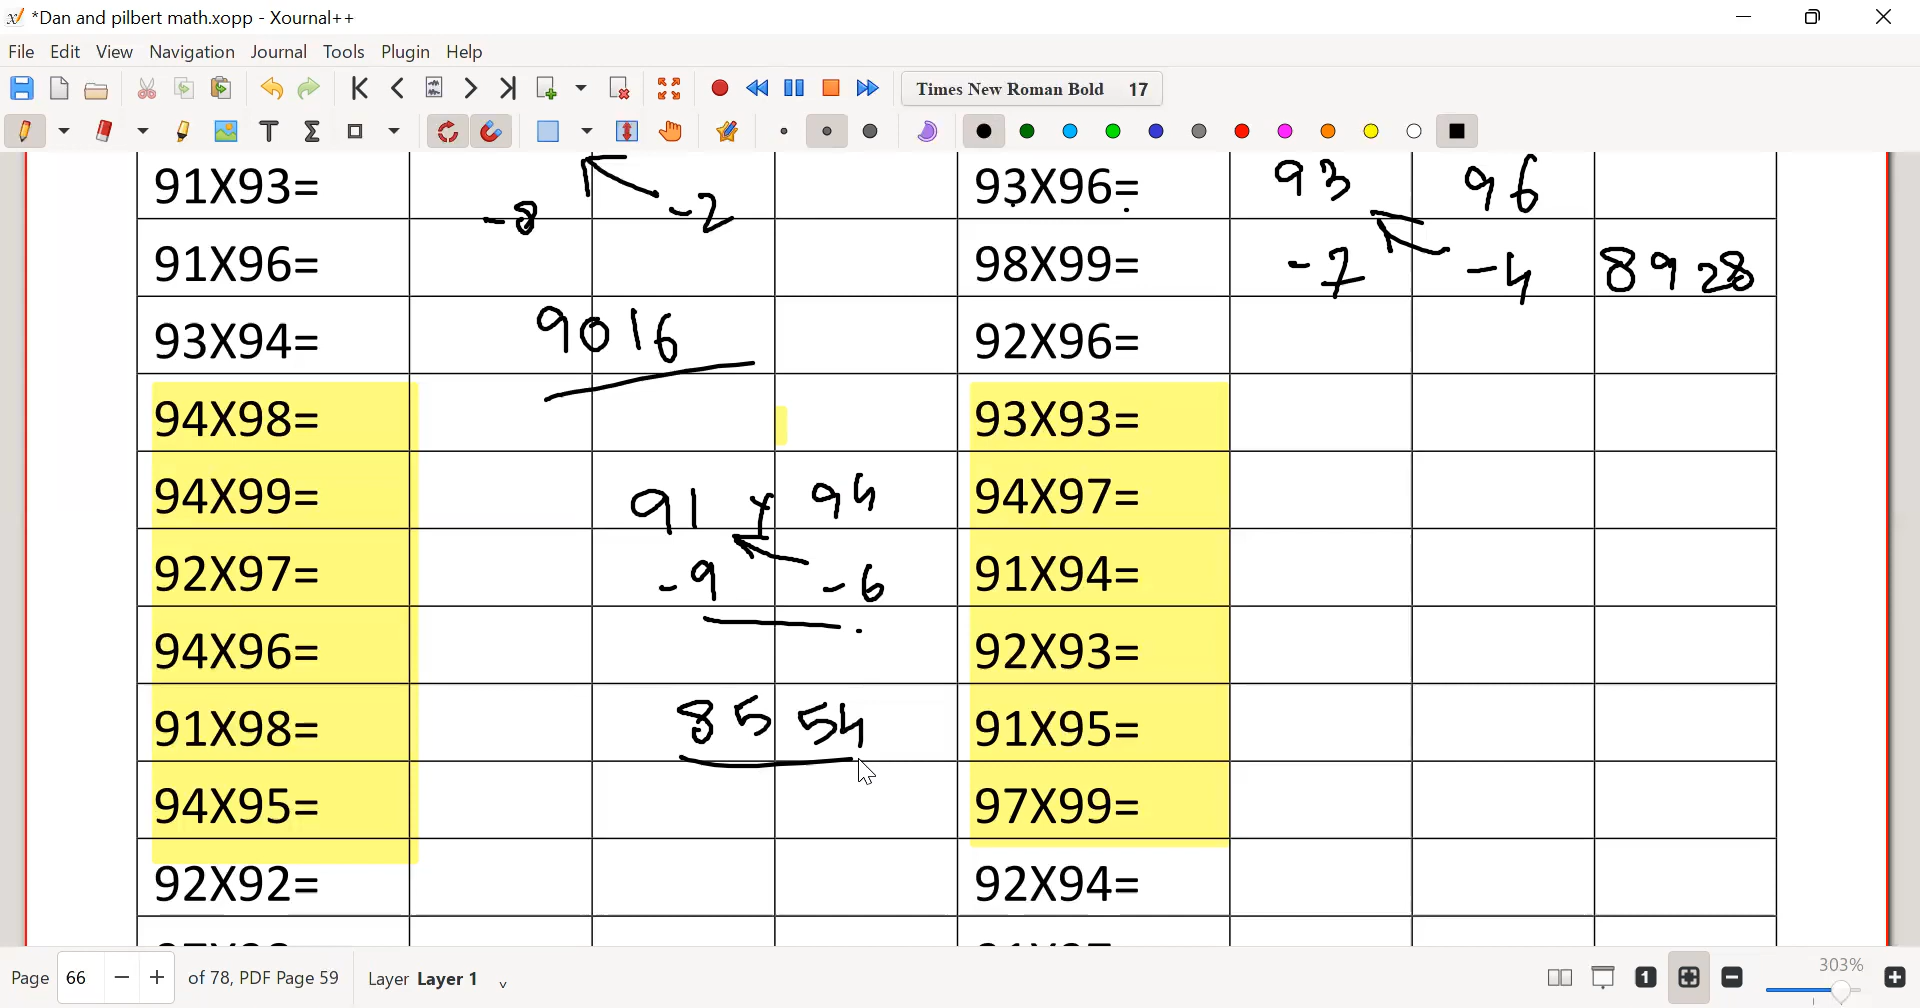 *Dan and pilbert math.xopp - Xournal++
File Edit View Navigation Journal Tools Plugin Help
Times New Roman Bold 17
91X93= 93X96= 93 96
-8 -2
91X96= 98X99= -7 -4 8928
93X94= 9016 92X96=
94X98= 93X93=
94X99= 91 x 94 94X97=
92X97= -9 -6 91X94=
94X96= 92X93=
91X98= 8554 91X95=
94X95= 97X99=
92X92= 92X94=
Page 66 of 78, PDF Page 59 Layer Layer 1 303%